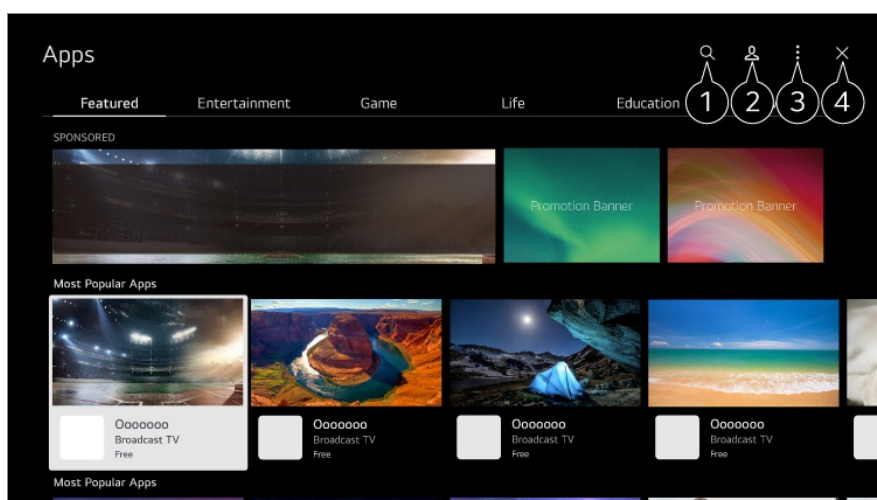 Apps
Featured Entertainment Game Life Education
1 2 3 4
SPONSORED
Promotion Banner Promotion Banner
Most Popular Apps
Ooooooo Ooooooo Ooooooo Ooooooo
Broadcast TV Broadcast TV Broadcast TV Broadcast TV
Free Free Free Free
Most Popular Apps